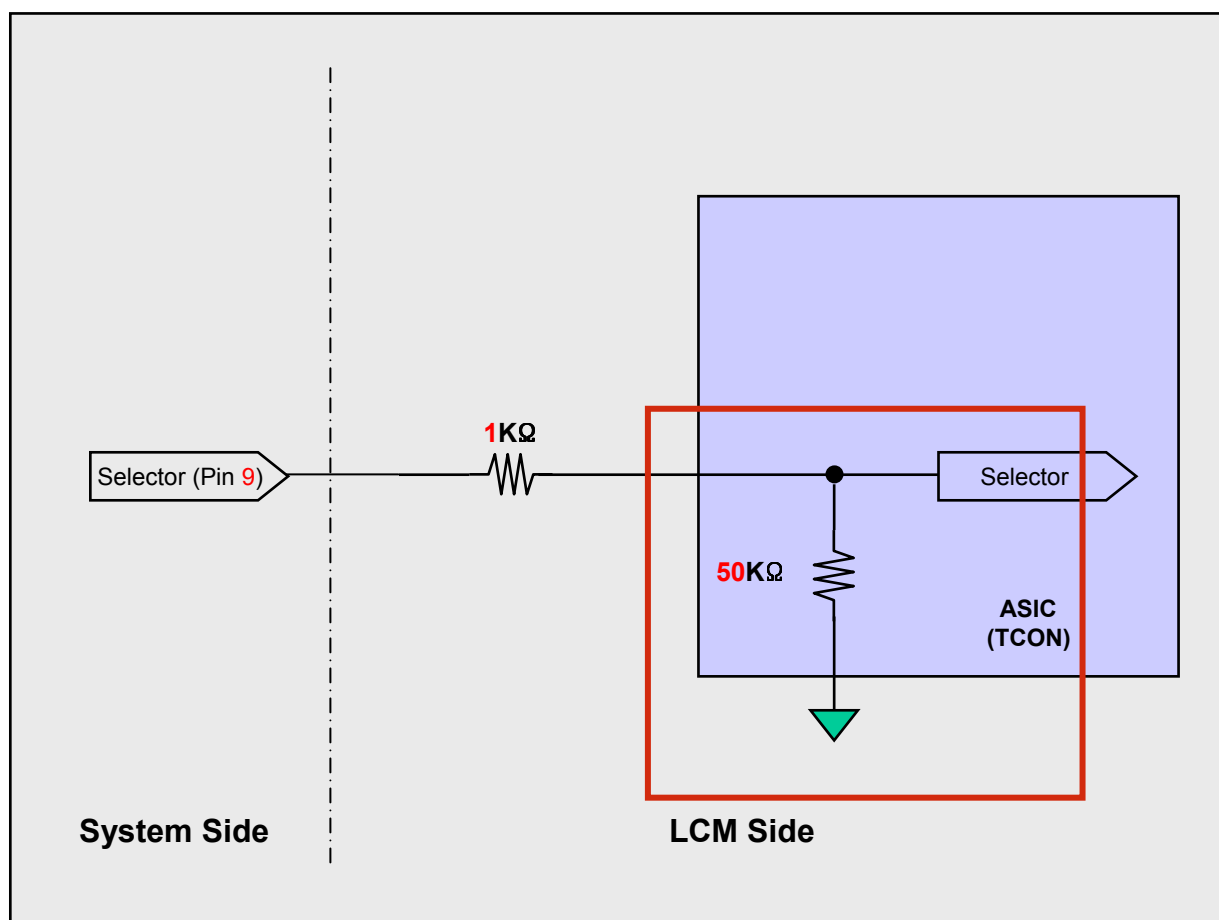 1KΩ
Selector (Pin 9)
Selector
50KΩ
ASIC
(TCON)
System Side
LCM Side